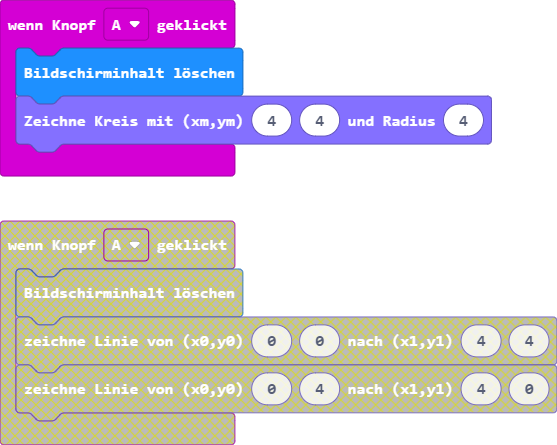 wenn Knopf A geklickt
Bildschirminhalt löschen
Zeichne Kreis mit (xm,ym) 4 4 und Radius 4
wenn Knopf A geklickt
Bildschirminhalt löschen
zeichne Linie von (x0,y0) 0 0 nach (x1,y1) 4 4
zeichne Linie von (x0,y0) 0 4 nach (x1,y1) 4 0